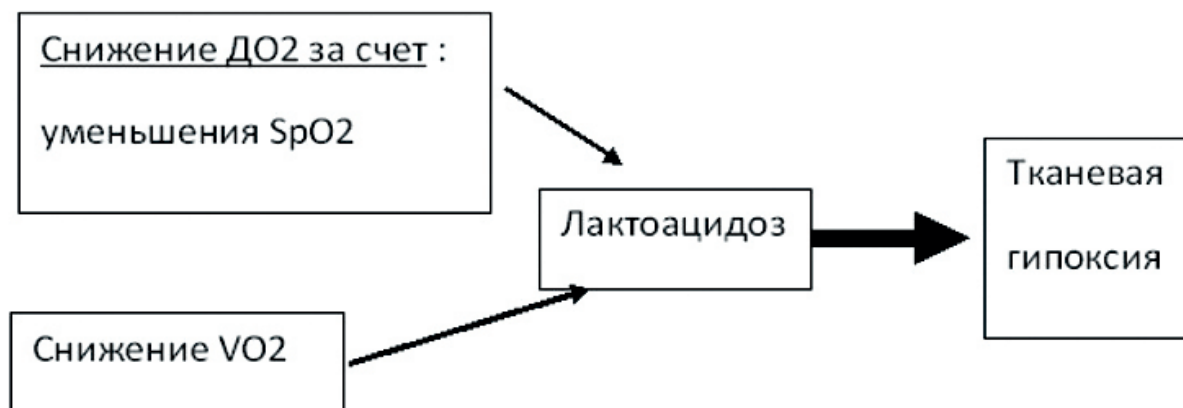 Снижение ДО2 за счет :
уменьшения SpO2
Лактоацидоз
Тканевая
гипоксия
Снижение VO2